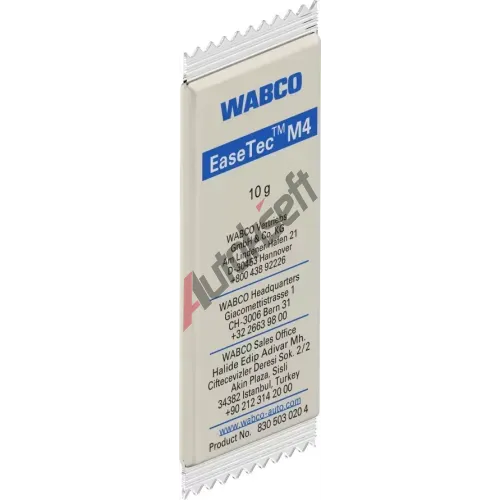 WABCO
EaseTec™ M4
10 g
WABCO Vertriebs
GmbH & Co. KG
Am Lindener Hafen 21
D-30453 Hannover
+800 438 92226
WABCO Headquarters
Giacomettistrasse 1
CH-3006 Bern 31
+32 2663 98 00
WABCO Sales Office
Halide Edip Adivar Mh.
Ciftecevizler Deresi Sok. 2/2
Akin Plaza, Sisli
34382 Istanbul, Turkey
+90 212 314 20 00
www.wabco-auto.com
Product No. 830 503 020 4